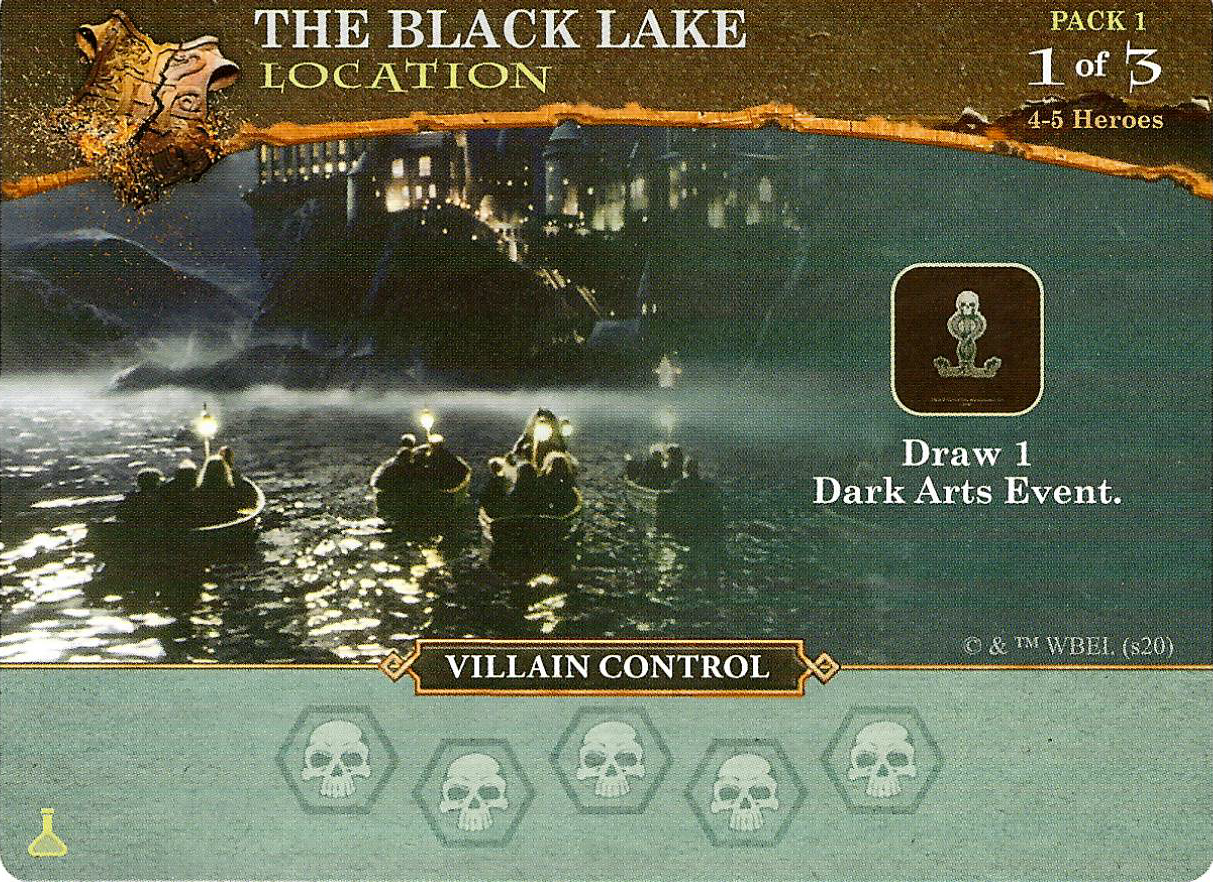 THE BLACK LAKE
LOCATION
PACK 1
1 of 3
4-5 Heroes
Draw 1
Dark Arts Event.
© & ™ WBEI (s20)
VILLAIN CONTROL